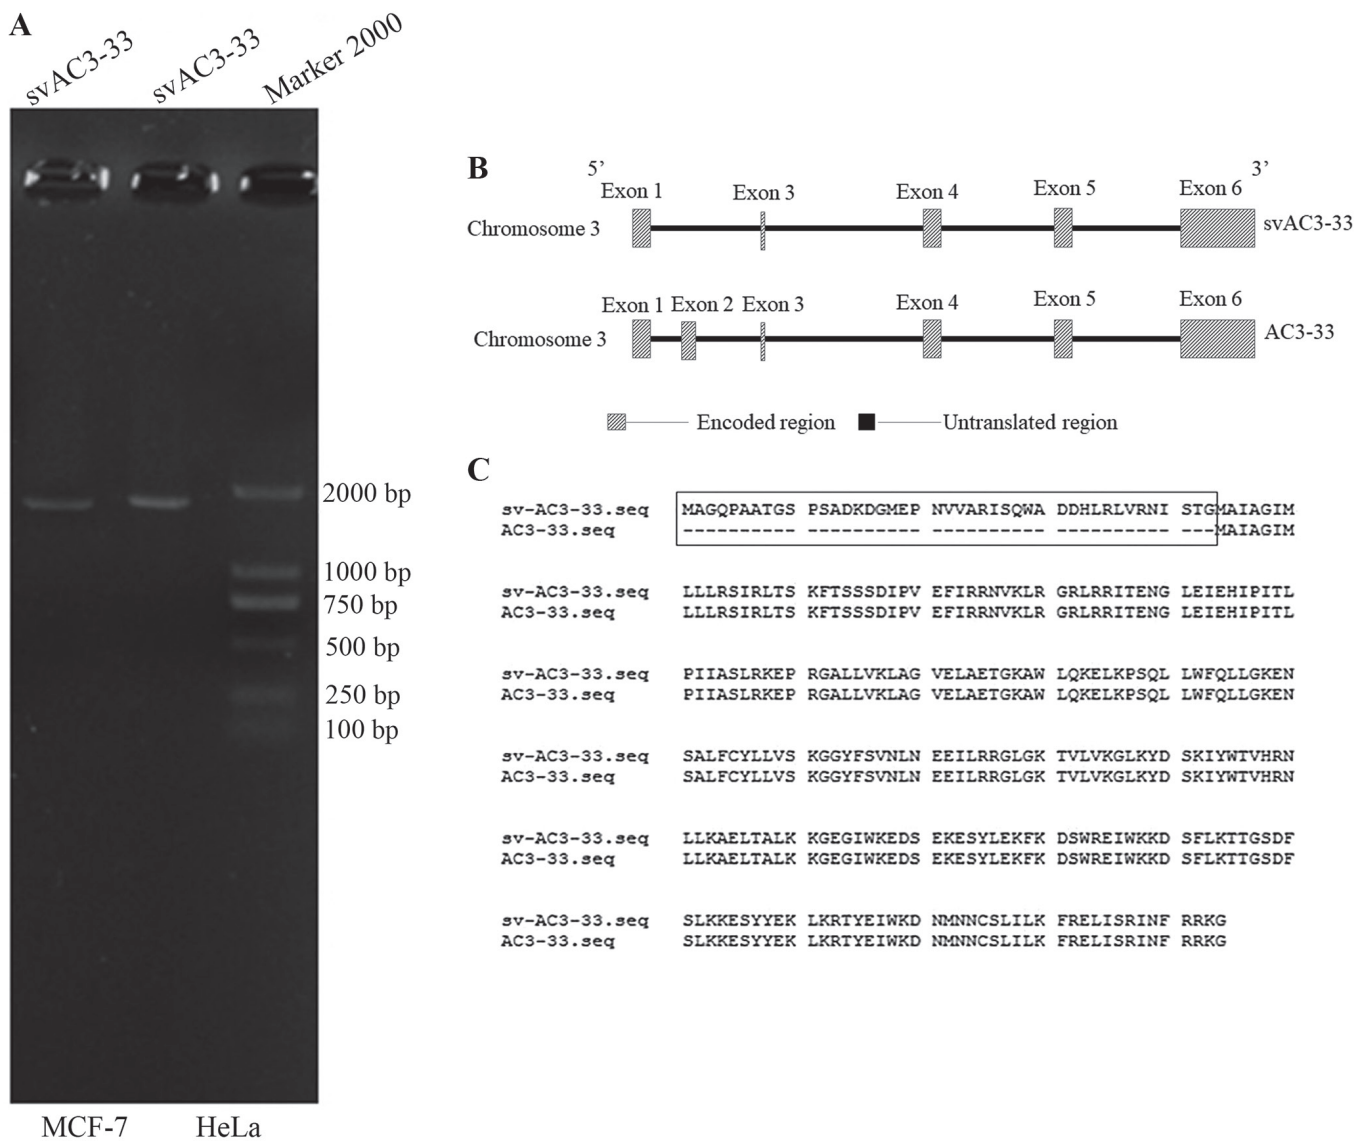 A
svAC3-33
svAC3-33
Marker 2000
2000 bp
1000 bp
750 bp
500 bp
250 bp
100 bp
MCF-7
HeLa
B
5’
3’
Exon 1 Exon 3 Exon 4 Exon 5 Exon 6
Chromosome 3
svAC3-33
Exon 1 Exon 2 Exon 3 Exon 4 Exon 5 Exon 6
Chromosome 3
AC3-33
Encoded region
Untranslated region
C
sv-AC3-33.seq MAGQPAATGS PSADKDGMEP NVVARISQWA DDHLRLVRNI STGMAIAGIM
AC3-33.seq ---------- ---------- ---------- ---------- ---MAIAGIM
sv-AC3-33.seq LLLRSIRLTS KFTSSSDIPV EFIRRNVKLR GRLRRITENG LEIEHIPITL
AC3-33.seq LLLRSIRLTS KFTSSSDIPV EFIRRNVKLR GRLRRITENG LEIEHIPITL
sv-AC3-33.seq PIIASLRKEP RGALLVKLAG VELAETGKAW LQKELKPSQL LWFQLLGKEN
AC3-33.seq PIIASLRKEP RGALLVKLAG VELAETGKAW LQKELKPSQL LWFQLLGKEN
sv-AC3-33.seq SALFCYLLVS KGGYFSVNLN EEILRRGLGK TVLVKGLKYD SKIYWTVHRN
AC3-33.seq SALFCYLLVS KGGYFSVNLN EEILRRGLGK TVLVKGLKYD SKIYWTVHRN
sv-AC3-33.seq LLKAELTALK KGEGIWKEDS EKESYLEKFK DSWREIWKKD SFLKTTGSDF
AC3-33.seq LLKAELTALK KGEGIWKEDS EKESYLEKFK DSWREIWKKD SFLKTTGSDF
sv-AC3-33.seq SLKKESYYEK LKRTYEIWKD NMNNCSLILK FRELISRINF RRKG
AC3-33.seq SLKKESYYEK LKRTYEIWKD NMNNCSLILK FRELISRINF RRKG